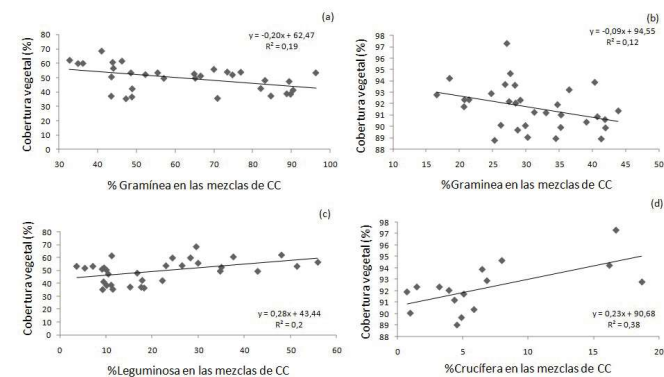 (a)
Cobertura vegetal (%)
80
70
60
50
40
30
20
10
0
y = -0,20x + 62,47
R² = 0,19
30 40 50 60 70 80 90 100
% Gramínea en las mezclas de CC
(b)
Cobertura vegetal (%)
98
97
96
95
94
93
92
91
90
89
88
y = -0,09x + 94,55
R² = 0,12
10 15 20 25 30 35 40 45 50
%Graminea en las mezclas de CC
(c)
Cobertura vegetal (%)
80
70
60
50
40
30
20
10
0
y = 0,28x + 43,44
R² = 0,2
0 10 20 30 40 50 60
%Leguminosa en las mezclas de CC
(d)
Cobertura vegetal (%)
98
97
96
95
94
93
92
91
90
89
88
y = 0,23x + 90,68
R² = 0,38
0 5 10 15 20
%Crucífera en las mezclas de CC